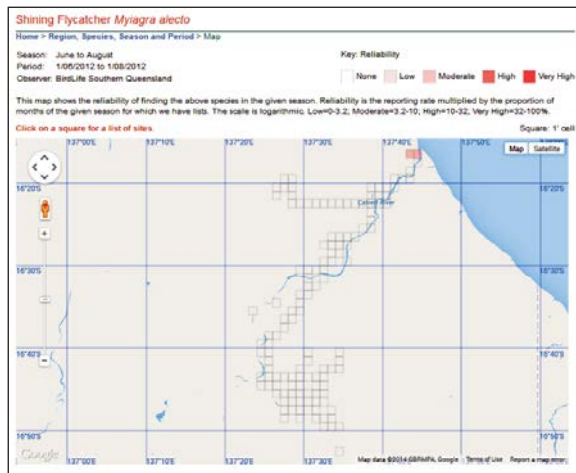 Shining Flycatcher Myiagra alecto
Home > Region, Species, Season and Period > Map
Season: June to August
Period: 1/06/2012 to 1/08/2012
Observer: BirdLife Southern Queensland
Key: Reliability
None Low Moderate High Very High
This map shows the reliability of finding the above species in the given season. Reliability is the reporting rate multiplied by the proportion of
months of the given season for which we have lists. The scale is logarithmic. Low=0-3.2, Moderate=3.2-10, High=10-32, Very High=32-100%.
Click on a square for a list of sites.
Square: 1' cell
137°00'E 137°10'E 137°20'E 137°30'E 137°40'E 137°50'E
Map Satellite
16°20'S 16°20'S
Calvert River
16°30'S 16°30'S
16°40'S 16°40'S
16°50'S 16°50'S
Google
137°00'E 137°10'E 137°20'E 137°30'E
Map data ©2014 GBRMPA, Google Terms of Use Report a map error